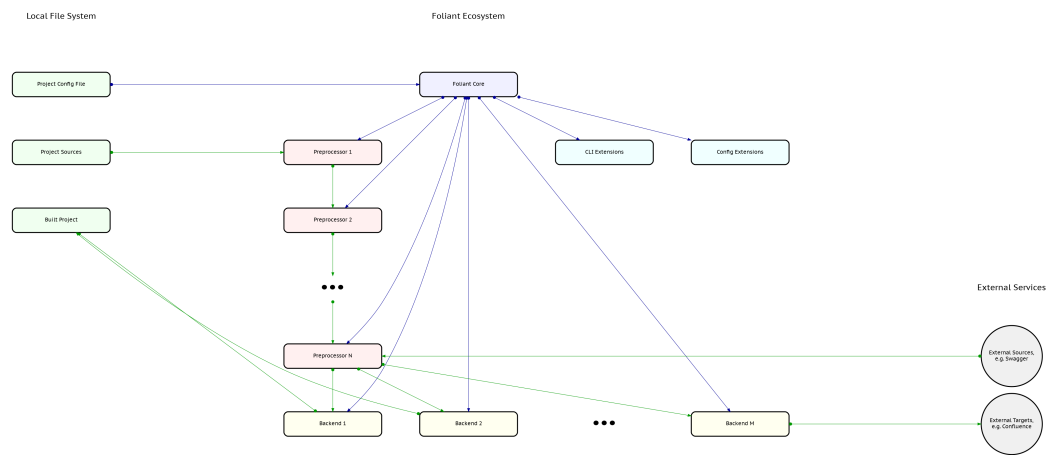 Local File System
Foliant Ecosystem
Project Config File
Foliant Core
Project Sources
Preprocessor 1
CLI Extensions
Config Extensions
Built Project
Preprocessor 2
External Services
Preprocessor N
External Sources,
e.g. Swagger
Backend 1
Backend 2
Backend M
External Targets,
e.g. Confluence